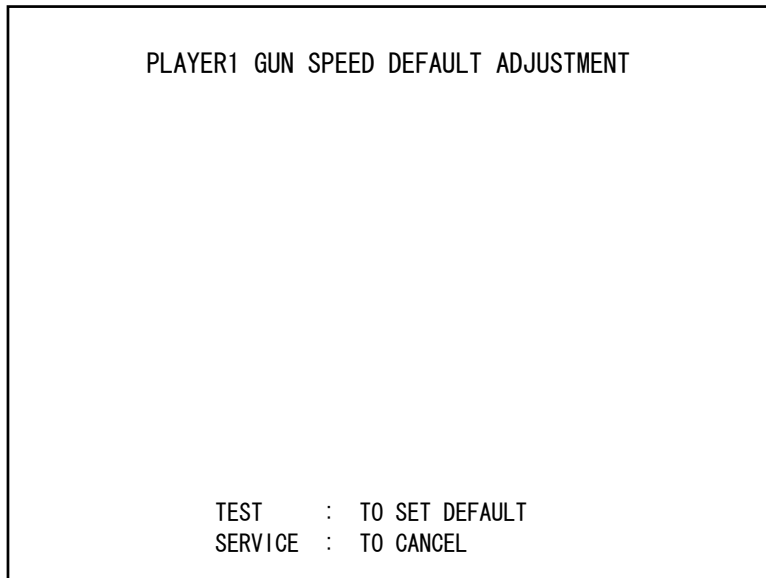 PLAYER1 GUN SPEED DEFAULT ADJUSTMENT
TEST : TO SET DEFAULT
SERVICE : TO CANCEL